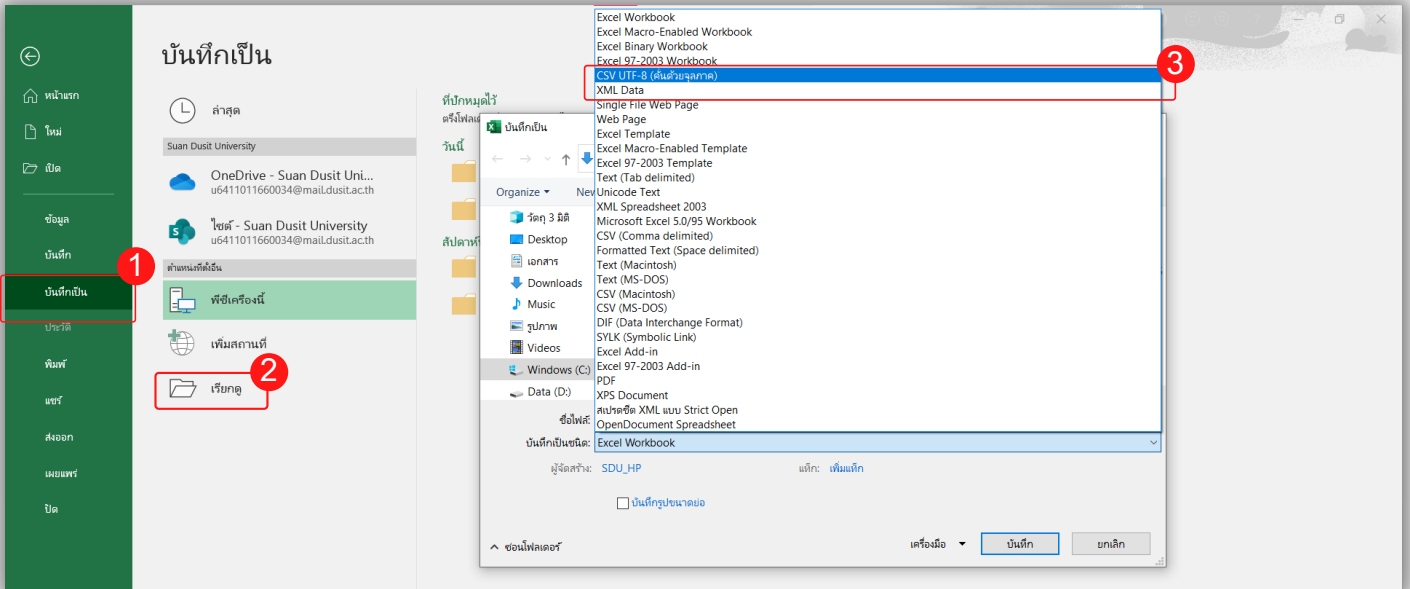 หน้าแรก
ใหม่
เปิด
ข้อมูล
บันทึก
1
บันทึกเป็น
ประวัติ
พิมพ์
แชร์
ส่งออก
เผยแพร่
ปิด
บันทึกเป็น
ล่าสุด
Suan Dusit University
OneDrive - Suan Dusit Uni...
u6411011660034@mail.dusit.ac.th
ไซต์ - Suan Dusit University
u6411011660034@mail.dusit.ac.th
ตำแหน่งที่ตั้งอื่น
พีซีเครื่องนี้
เพิ่มสถานที่
2
เรียกดู
ที่ปักหมุดไว้
วันนี้
บันทึกเป็น
Organize
วัตถุ 3 มิติ
Desktop
เอกสาร
Downloads
Music
รูปภาพ
Videos
Windows (C:)
Data (D:)
Excel Workbook
Excel Macro-Enabled Workbook
Excel Binary Workbook
Excel 97-2003 Workbook
3
CSV UTF-8 (คั่นด้วยจุลภาค)
XML Data
Single File Web Page
Web Page
Excel Template
Excel Macro-Enabled Template
Excel 97-2003 Template
Text (Tab delimited)
Unicode Text
XML Spreadsheet 2003
Microsoft Excel 5.0/95 Workbook
CSV (Comma delimited)
Formatted Text (Space delimited)
Text (Macintosh)
Text (MS-DOS)
CSV (Macintosh)
CSV (MS-DOS)
DIF (Data Interchange Format)
SYLK (Symbolic Link)
Excel Add-in
Excel 97-2003 Add-in
PDF
XPS Document
สเปรดชีต XML แบบ Strict Open
OpenDocument Spreadsheet
ชื่อไฟล์:
บันทึกเป็นชนิด: Excel Workbook
ผู้จัดสร้าง: SDU_HP แท็ก: เพิ่มแท็ก
บันทึกรูปขนาดย่อ
ซ่อนโฟลเดอร์ เครื่องมือ บันทึก ยกเลิก